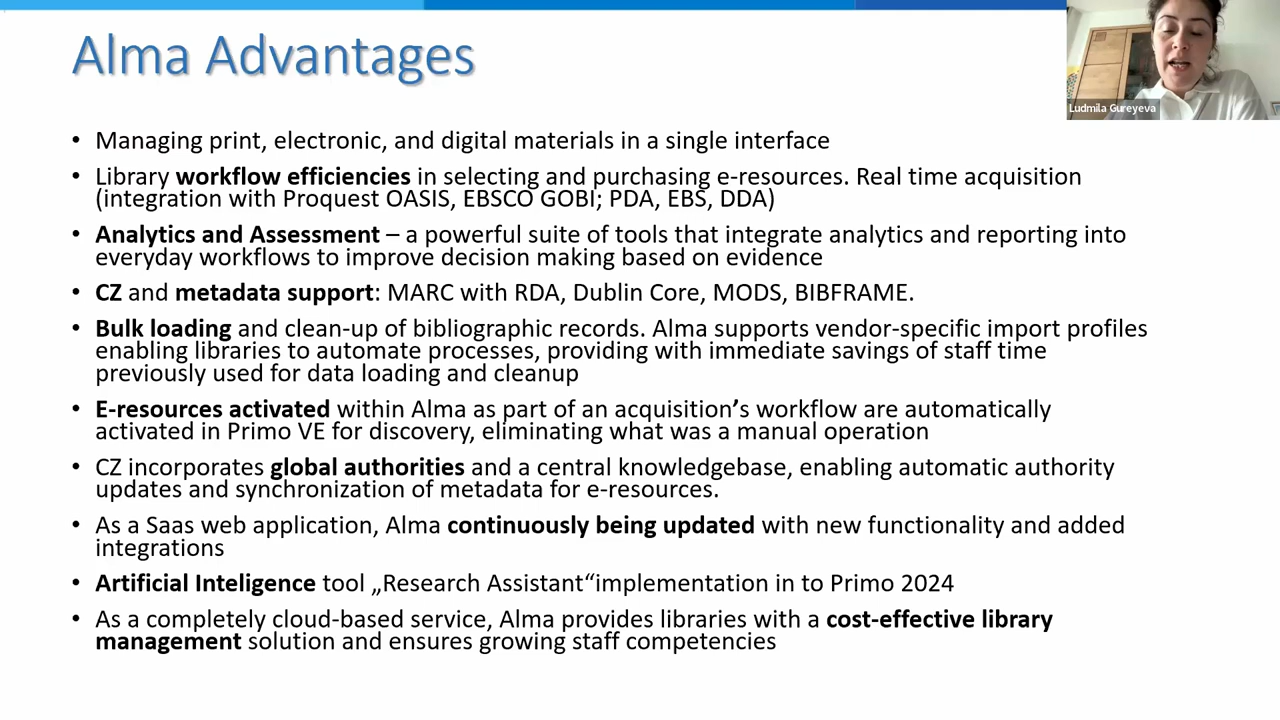 Alma Advantages
Ludmila Gureyeva
• Managing print, electronic, and digital materials in a single interface
• Library workflow efficiencies in selecting and purchasing e-resources. Real time acquisition
(integration with Proquest OASIS, EBSCO GOBI; PDA, EBS, DDA)
• Analytics and Assessment – a powerful suite of tools that integrate analytics and reporting into
everyday workflows to improve decision making based on evidence
• CZ and metadata support: MARC with RDA, Dublin Core, MODS, BIBFRAME.
• Bulk loading and clean-up of bibliographic records. Alma supports vendor-specific import profiles
enabling libraries to automate processes, providing with immediate savings of staff time
previously used for data loading and cleanup
• E-resources activated within Alma as part of an acquisition’s workflow are automatically
activated in Primo VE for discovery, eliminating what was a manual operation
• CZ incorporates global authorities and a central knowledgebase, enabling automatic authority
updates and synchronization of metadata for e-resources.
• As a Saas web application, Alma continuously being updated with new functionality and added
integrations
• Artificial Inteligence tool „Research Assistant“implementation in to Primo 2024
• As a completely cloud-based service, Alma provides libraries with a cost-effective library
management solution and ensures growing staff competencies